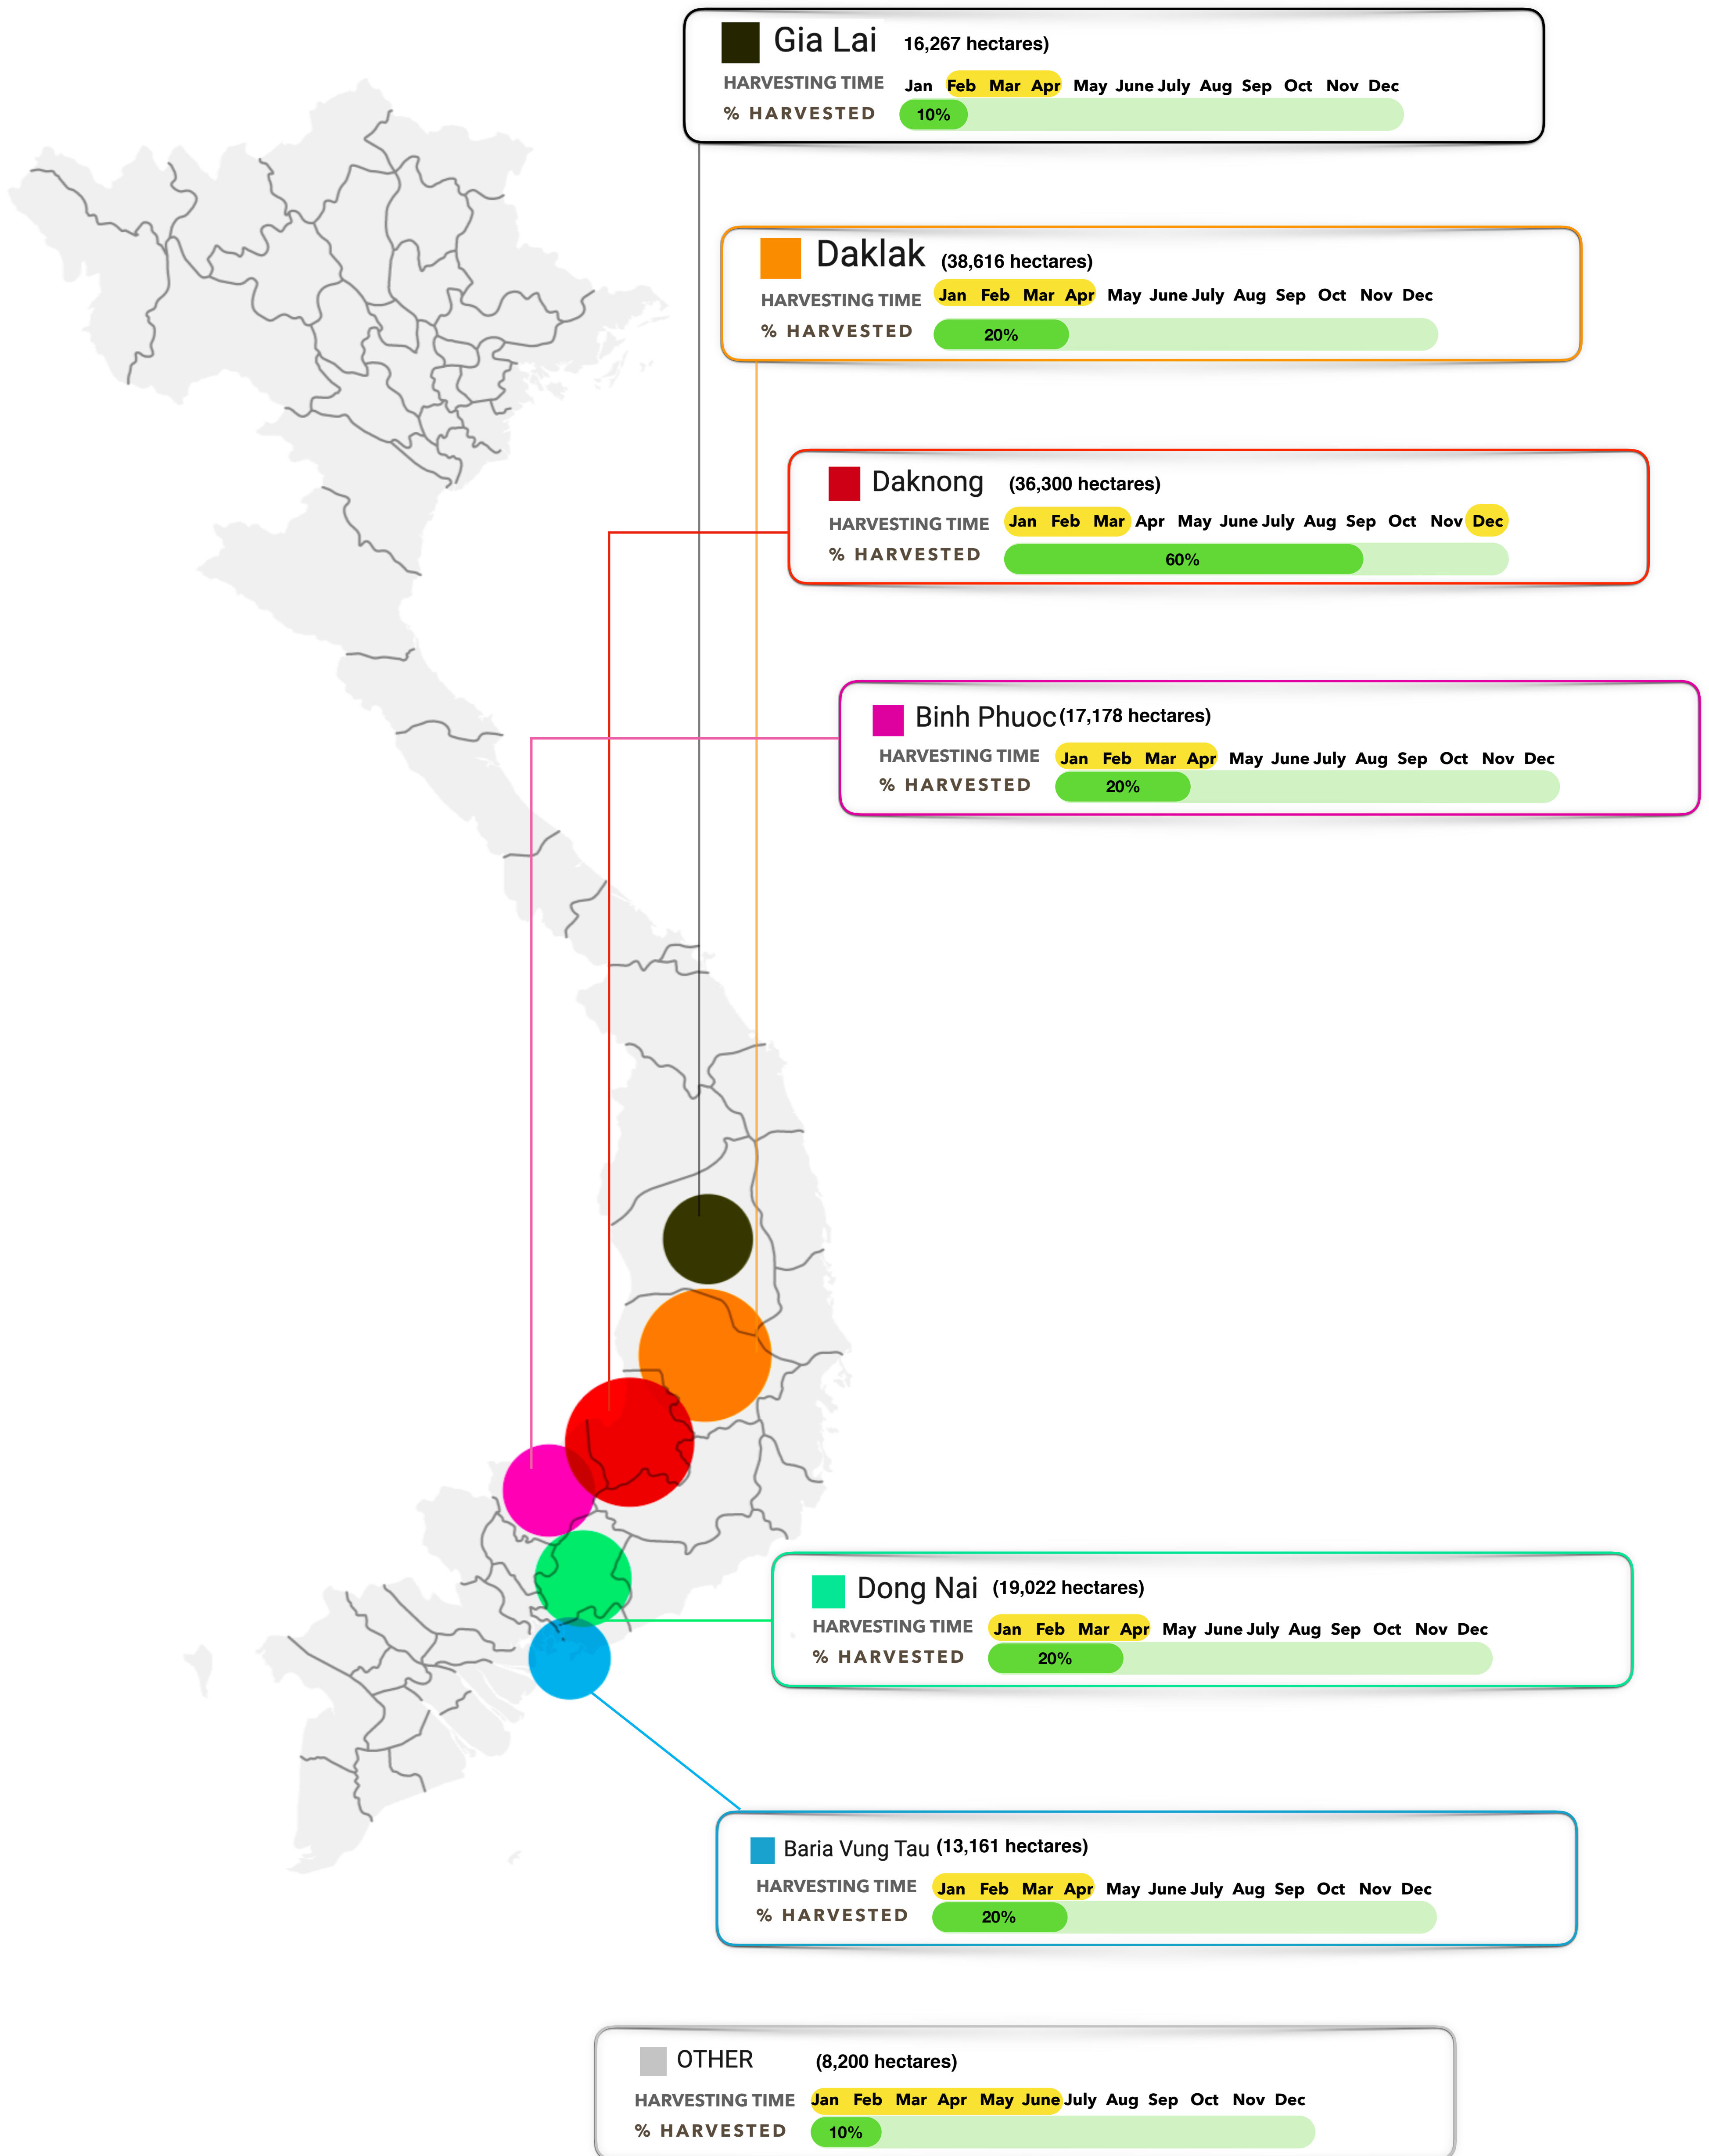 Gia Lai 16,267 hectares)
HARVESTING TIME Jan Feb Mar Apr May June July Aug Sep Oct Nov Dec
% HARVESTED 10%
Daklak (38,616 hectares)
HARVESTING TIME Jan Feb Mar Apr May June July Aug Sep Oct Nov Dec
% HARVESTED 20%
Daknong (36,300 hectares)
HARVESTING TIME Jan Feb Mar Apr May June July Aug Sep Oct Nov Dec
% HARVESTED 60%
Binh Phuoc (17,178 hectares)
HARVESTING TIME Jan Feb Mar Apr May June July Aug Sep Oct Nov Dec
% HARVESTED 20%
Dong Nai (19,022 hectares)
HARVESTING TIME Jan Feb Mar Apr May June July Aug Sep Oct Nov Dec
% HARVESTED 20%
Baria Vung Tau (13,161 hectares)
HARVESTING TIME Jan Feb Mar Apr May June July Aug Sep Oct Nov Dec
% HARVESTED 20%
OTHER (8,200 hectares)
HARVESTING TIME Jan Feb Mar Apr May June July Aug Sep Oct Nov Dec
% HARVESTED 10%